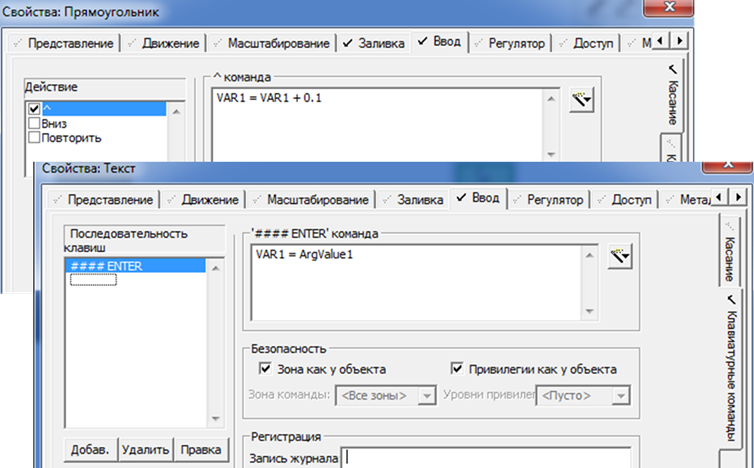 Свойства: Прямоугольник
Представление Движение Масштабирование Заливка Ввод Регулятор Доступ М
Действие
^
Вниз
Повторить
^ команда
VAR1 = VAR1 + 0.1
Касание
Свойства: Текст
Представление Движение Масштабирование Заливка Ввод Регулятор Доступ Метад
Последовательность
клавиш
#### ENTER
'#### ENTER' команда
VAR1 = ArgValue1
Касание
Клавиатурные команды
Безопасность
Зона как у объекта Привилегии как у объекта
Зона команды: <Все зоны> Уровни привилег <Пусто>
Добав. Удалить Правка
Регистрация
Запись журнала